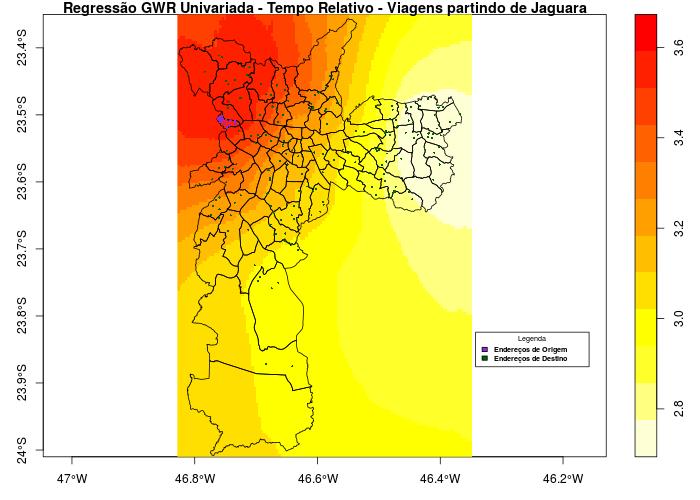 Regressão GWR Univariada - Tempo Relativo - Viagens partindo de Jaguara
23.4°S
23.5°S
23.6°S
23.7°S
23.8°S
23.9°S
24°S
47°W
46.8°W
46.6°W
46.4°W
46.2°W
Legenda
Endereços de Origem
Endereços de Destino
3.6
3.4
3.2
3.0
2.8